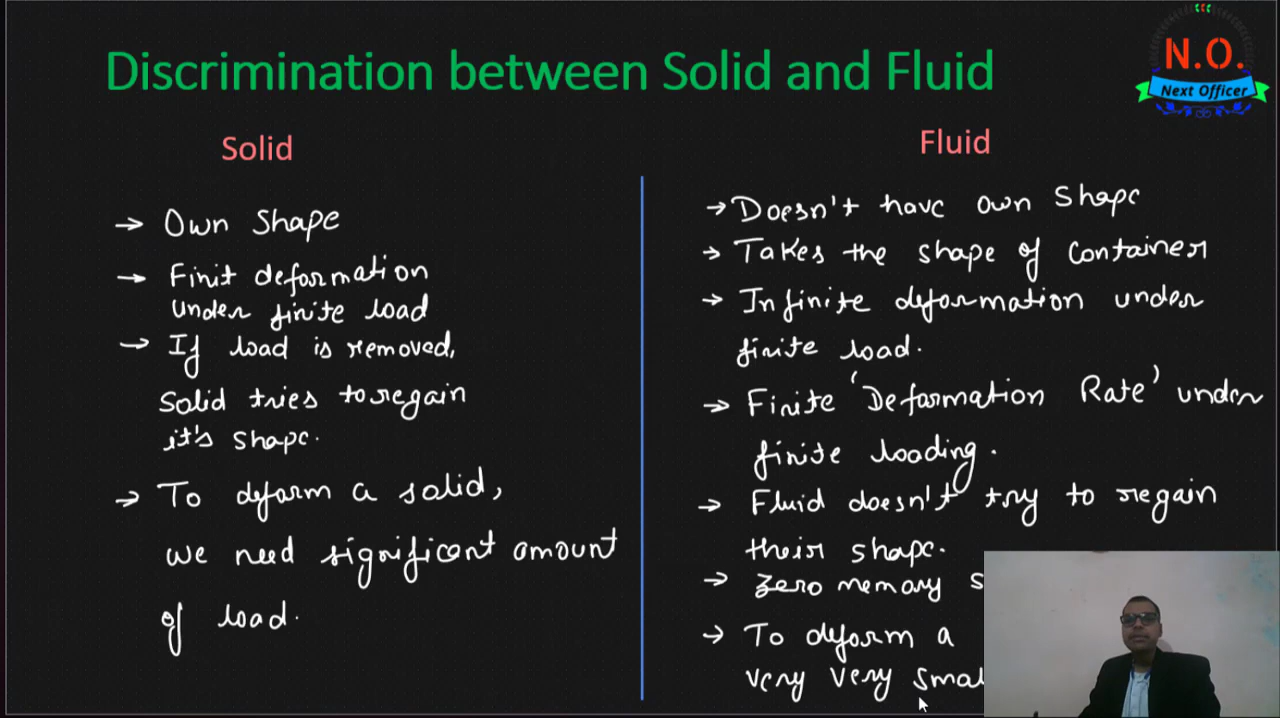 Discrimination between Solid and Fluid
N.O.
Next Officer
Solid
→ Own Shape
→ Finit deformation
under finite load
→ If load is removed,
solid tries to regain
it's shape.
→ To deform a solid,
we need significant amount
of load.
Fluid
→ Doesn't have own Shape
→ Takes the shape of container
→ Infinite deformation under
finite load.
→ Finite 'Deformation Rate' under
finite loading.
→ Fluid doesn't try to regain
their shape.
→ Zero memary s
→ To deform a
very very smal